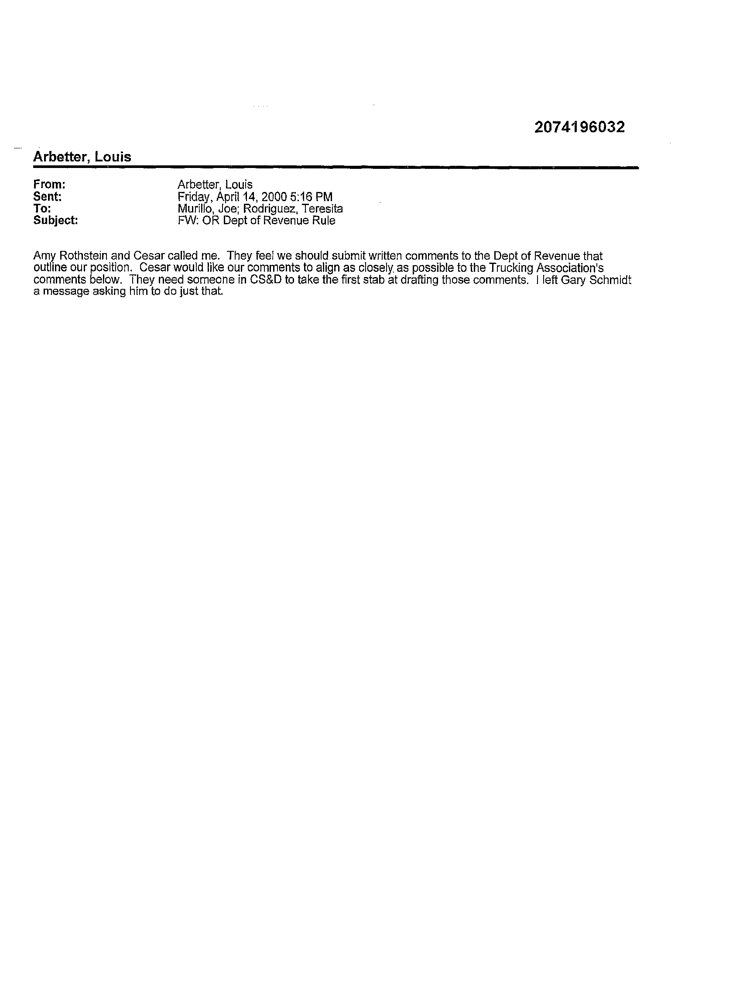 2074196032
Arbetter, Louis
From: Arbetter, Louis
Sent: Friday, April 14, 2000 5:16 PM
To: Murillo, Joe; Rodriguez, Teresita
Subject: FW: OR Dept of Revenue Rule
Amy Rothstein and Cesar called me. They feel we should submit written comments to the Dept of Revenue that
outline our position. Cesar would like our comments to align as closely as possible to the Trucking Association's
comments below. They need someone in CS&D to take the first stab at drafting those comments. I left Gary Schmidt
a message asking him to do just that.